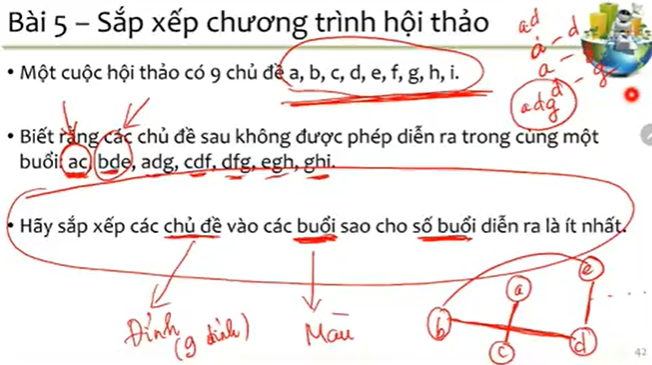 Bài 5 – Sắp xếp chương trình hội thảo
ad
a - d
a -
d - g
adg
• Một cuộc hội thảo có 9 chủ đề a, b, c, d, e, f, g, h, i.
• Biết rằng các chủ đề sau không được phép diễn ra trong cùng một
buổi: ac, bde, adg, cdf, dfg, egh, ghi.
• Hãy sắp xếp các chủ đề vào các buổi sao cho số buổi diễn ra là ít nhất.
Đỉnh
(9 đỉnh)
Màu
e
a
b
d
c
42